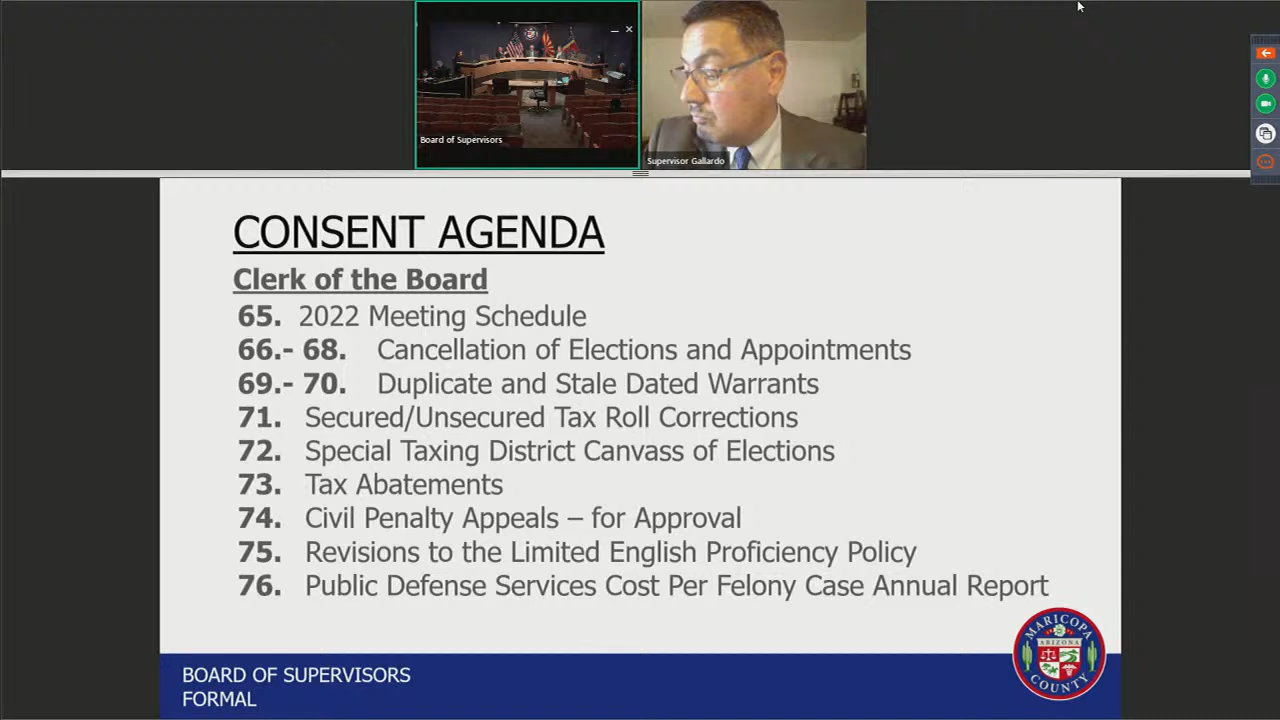 Board of Supervisors
Supervisor Gallardo
CONSENT AGENDA
Clerk of the Board
65. 2022 Meeting Schedule
66.- 68. Cancellation of Elections and Appointments
69.- 70. Duplicate and Stale Dated Warrants
71. Secured/Unsecured Tax Roll Corrections
72. Special Taxing District Canvass of Elections
73. Tax Abatements
74. Civil Penalty Appeals – for Approval
75. Revisions to the Limited English Proficiency Policy
76. Public Defense Services Cost Per Felony Case Annual Report
BOARD OF SUPERVISORS
FORMAL
MARICOPA
ARIZONA
COUNTY